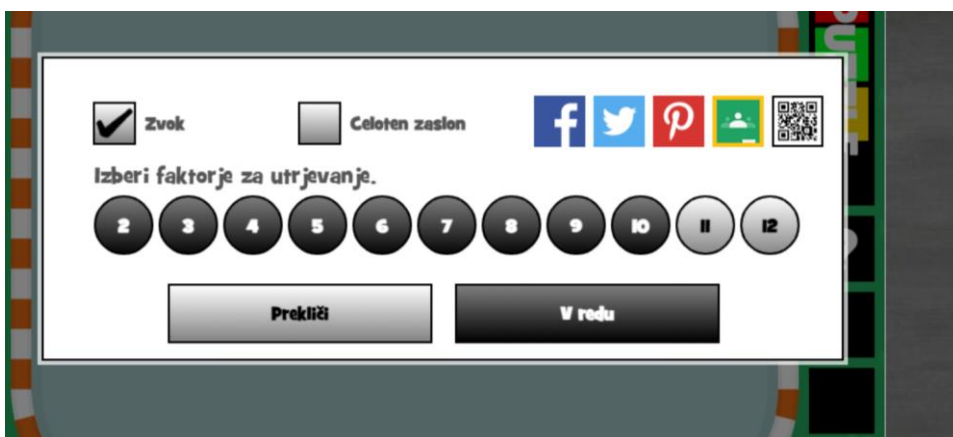 Zvok
Celoten zaslon
Izberi faktorje za utrjevanje.
2 3 4 5 6 7 8 9 10 11 12
Prekliči
V redu